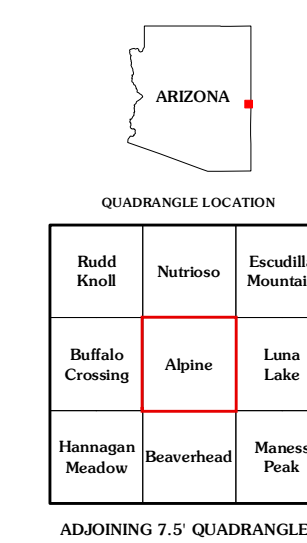 ARIZONA
QUADRANGLE LOCATION
Rudd
Knoll
Nutrioso
Escudill
Mountai
Buffalo
Crossing
Alpine
Luna
Lake
Hannagan
Meadow
Beaverhead
Maness
Peak
ADJOINING 7.5' QUADRANGLE